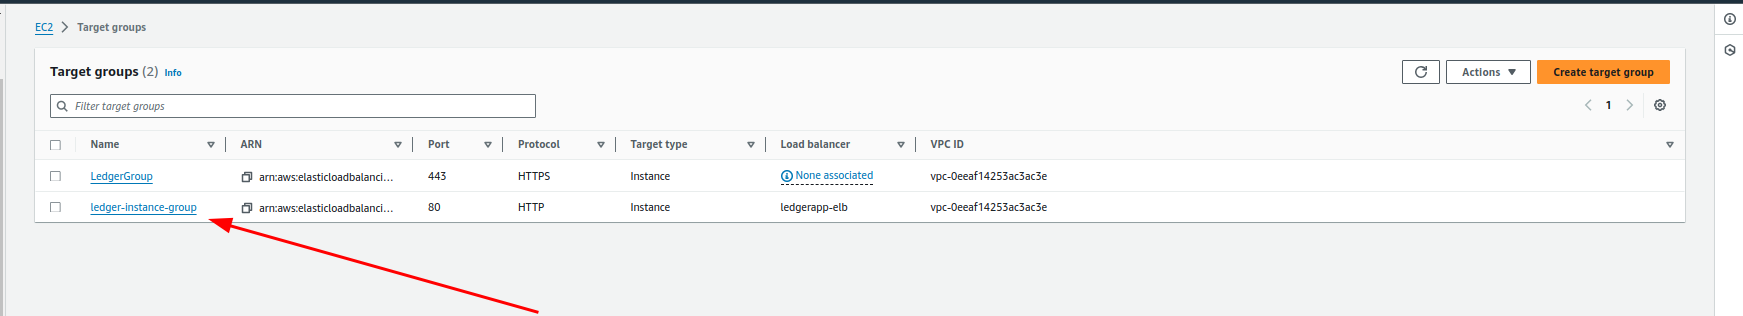 EC2 > Target groups
Target groups (2) Info
Actions
Create target group
Filter target groups
1
Name ARN Port Protocol Target type Load balancer VPC ID
LedgerGroup arn:aws:elasticloadbalanci... 443 HTTPS Instance None associated vpc-0eeaf14253ac3ac3e
ledger-instance-group arn:aws:elasticloadbalanci... 80 HTTP Instance ledgerapp-elb vpc-0eeaf14253ac3ac3e